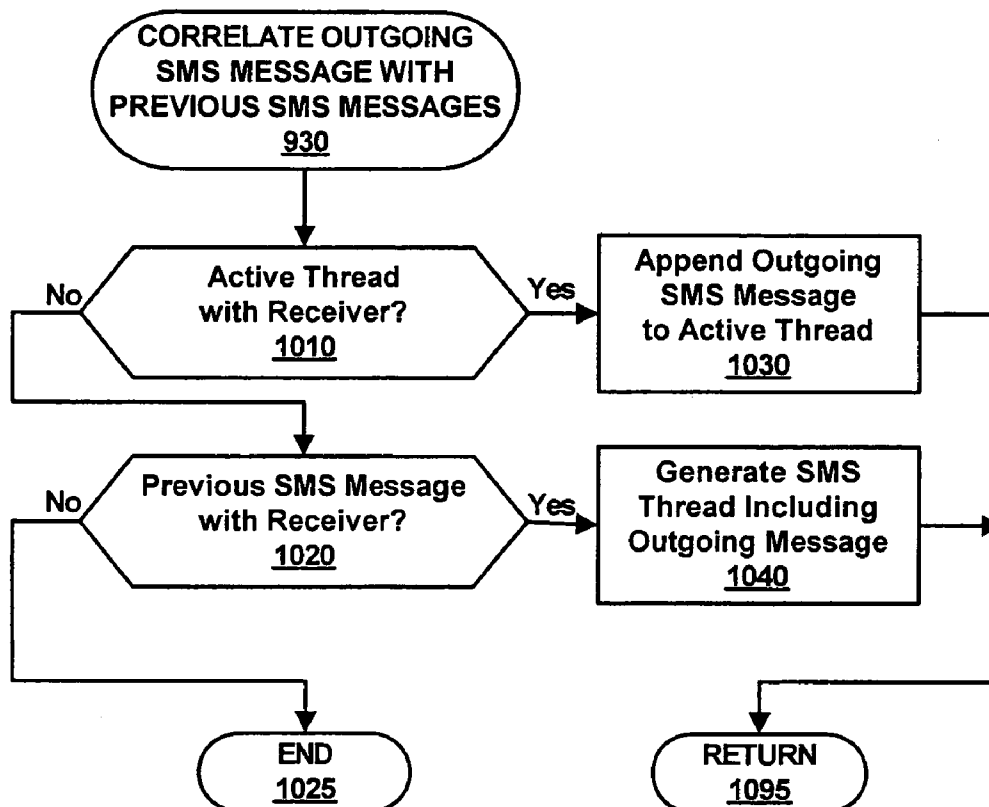 CORRELATE OUTGOING
SMS MESSAGE WITH
PREVIOUS SMS MESSAGES
930
Active Thread
with Receiver?
1010
No
Yes
Append Outgoing
SMS Message
to Active Thread
1030
Previous SMS Message
with Receiver?
1020
No
Yes
Generate SMS
Thread Including
Outgoing Message
1040
END
1025
RETURN
1095